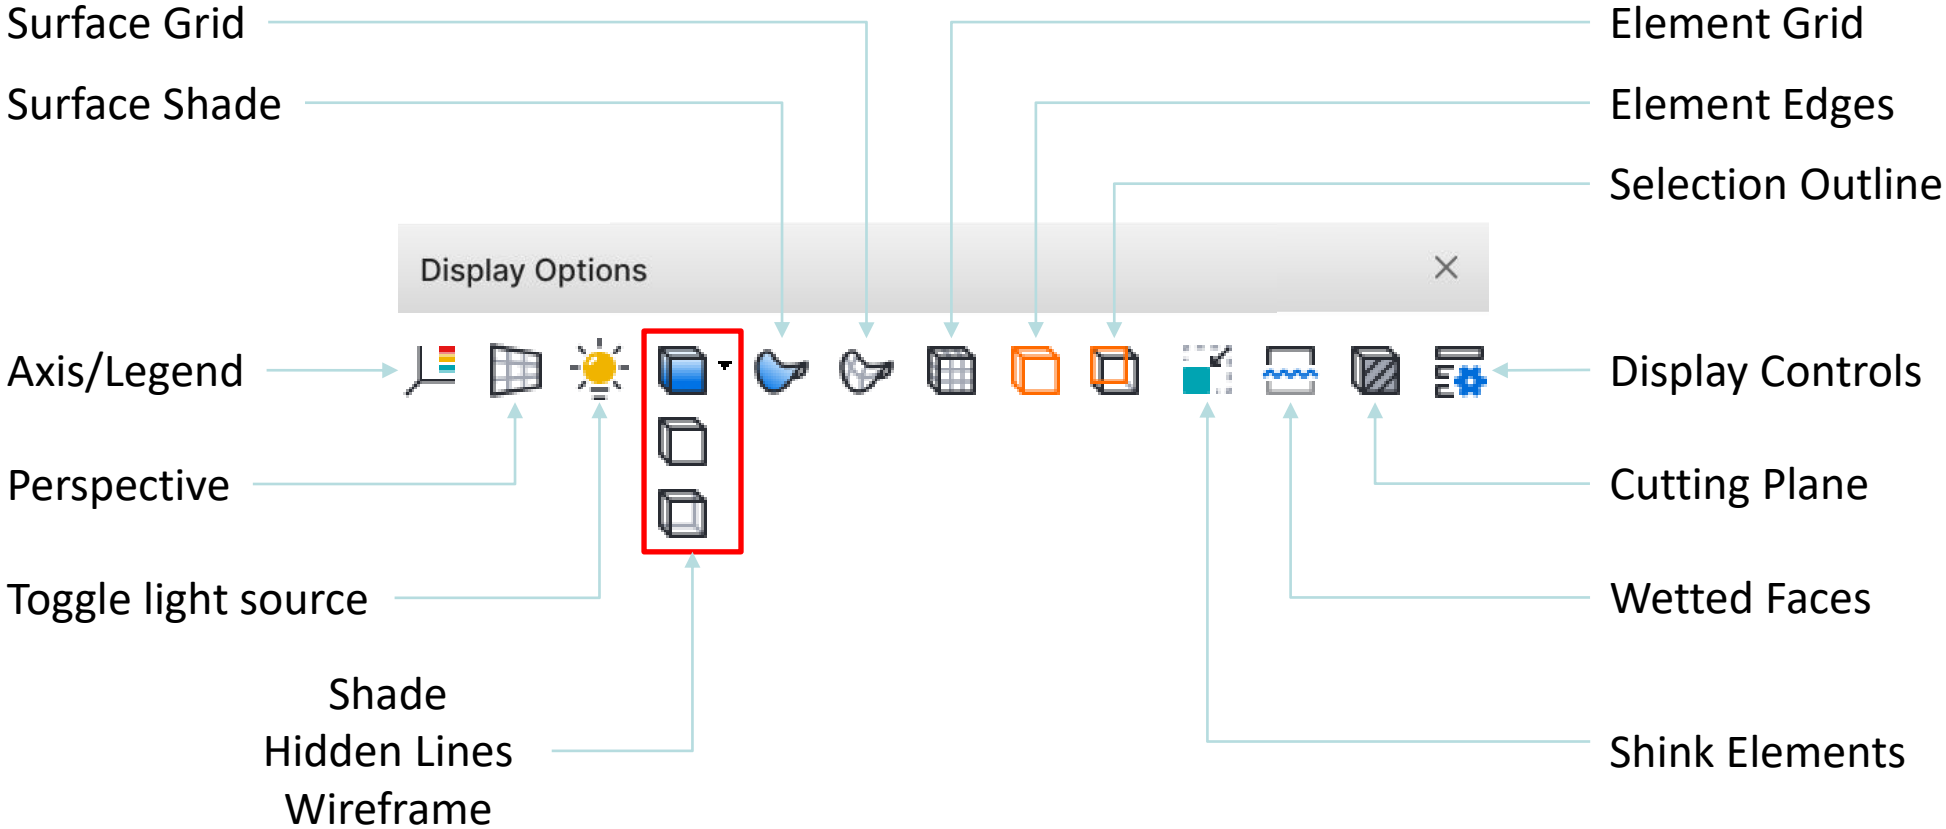 Surface Grid
Element Grid
Surface Shade
Element Edges
Selection Outline
Display Options
Axis/Legend
Display Controls
Perspective
Cutting Plane
Toggle light source
Wetted Faces
Shade
Hidden Lines
Wireframe
Shink Elements